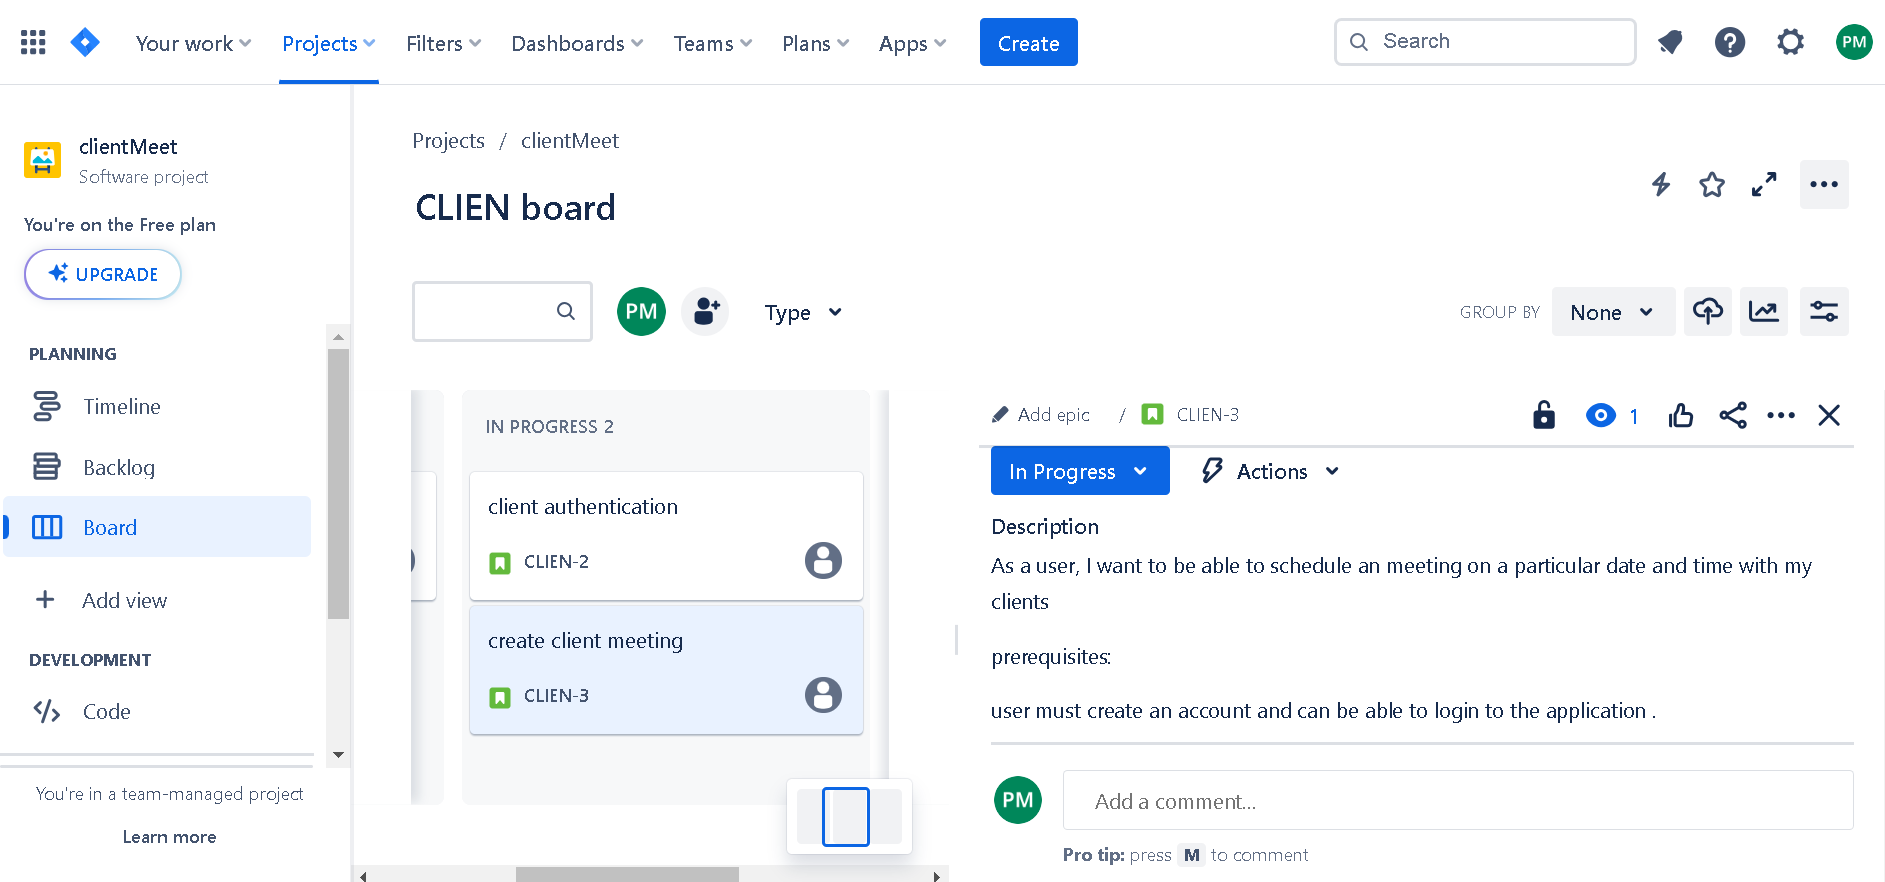 Your work
Projects
Filters
Dashboards
Teams
Plans
Apps
Create
Search
PM
clientMeet
Software project
You're on the Free plan
UPGRADE
PLANNING
Timeline
Backlog
Board
Add view
DEVELOPMENT
Code
You're in a team-managed project
Learn more
Projects / clientMeet
CLIEN board
PM
Type
GROUP BY
None
IN PROGRESS 2
client authentication
CLIEN-2
create client meeting
CLIEN-3
Add epic / CLIEN-3
1
In Progress
Actions
Description
As a user, I want to be able to schedule an meeting on a particular date and time with my
clients
prerequisites:
user must create an account and can be able to login to the application .
PM
Add a comment...
Pro tip: press M to comment